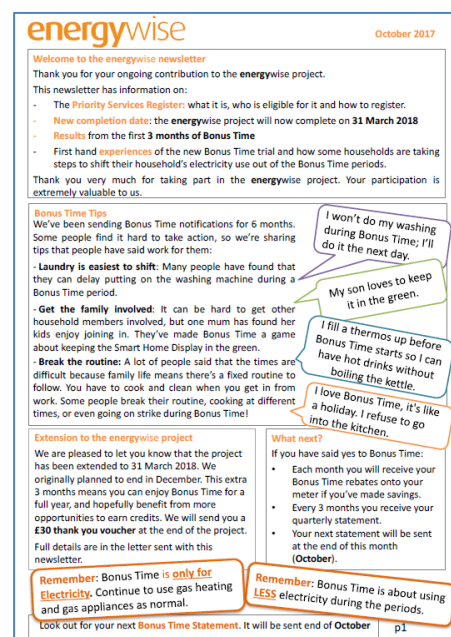 energywise
October 2017
Welcome to the energywise newsletter
Thank you for your ongoing contribution to the energywise project.
This newsletter has information on:
- The Priority Services Register: what it is, who is eligible for it and how to register.
- New completion date: the energywise project will now complete on 31 March 2018
- Results from the first 3 months of Bonus Time
- First hand experiences of the new Bonus Time trial and how some households are taking
steps to shift their household's electricity use out of the Bonus Time periods.
Thank you very much for taking part in the energywise project. Your participation is
extremely valuable to us.
Bonus Time Tips
We've been sending Bonus Time notifications for 6 months.
Some people find it hard to take action, so we're sharing
tips that people have said work for them:
- Laundry is easiest to shift: Many people have found that
they can delay putting on the washing machine during a
Bonus Time period.
- Get the family involved: It can be hard to get other
household members involved, but one mum has found her
kids enjoy joining in. They've made Bonus Time a game
about keeping the Smart Home Display in the green.
- Break the routine: A lot of people said that the times are
difficult because family life means there's a fixed routine to
follow. You have to cook and clean when you get in from
work. Some people break their routine, cooking at different
times, or even going on strike during Bonus Time!
I won't do my washing
during Bonus Time; I'll
do it the next day.
My son loves to keep
it in the green.
I fill a thermos up before
Bonus Time starts so I can
have hot drinks without
boiling the kettle.
I love Bonus Time, it's like
a holiday. I refuse to go
into the kitchen.
Extension to the energywise project
We are pleased to let you know that the project
has been extended to 31 March 2018. We
originally planned to end in December. This extra
3 months means you can enjoy Bonus Time for a
full year, and hopefully benefit from more
opportunities to earn credits. We will send you a
£30 thank you voucher at the end of the project.
Full details are in the letter sent with this
newsletter.
What next?
If you have said yes to Bonus Time:
• Each month you will receive your
Bonus Time rebates onto your
meter if you've made savings.
• Every 3 months you receive your
quarterly statement.
• Your next statement will be sent
at the end of this month
(October).
Remember: Bonus Time is only for
Electricity. Continue to use gas heating
and gas appliances as normal.
Remember: Bonus Time is about using
LESS electricity during the periods.
Look out for your next Bonus Time Statement. It will be sent end of October
p1